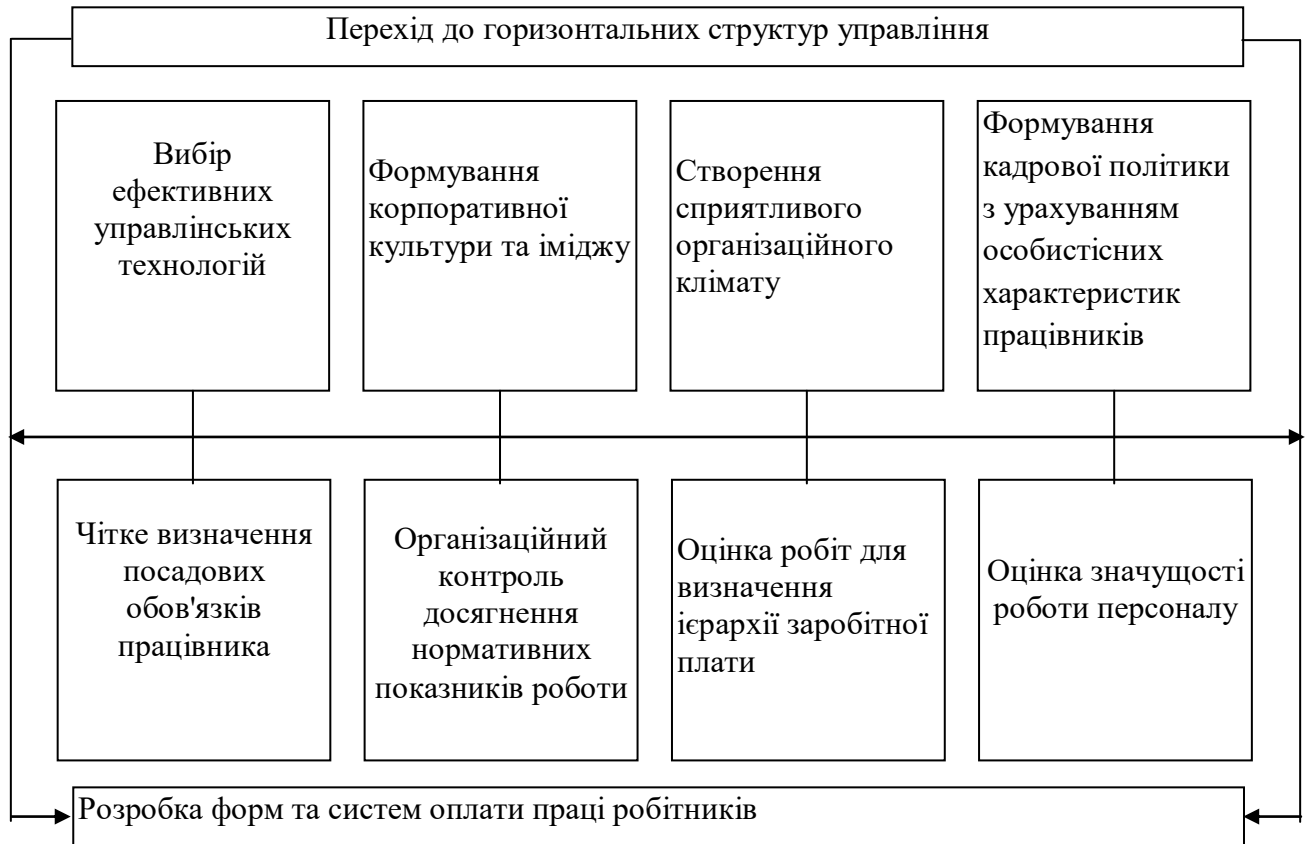 Перехід до горизонтальних структур управління
Вибір
ефективних
управлінських
технологій
Формування
корпоративної
культури та іміджу
Створення
сприятливого
організаційного
клімату
Формування
кадрової політики
з урахуванням
особистісних
характеристик
працівників
Чітке визначення
посадових
обов'язків
працівника
Організаційний
контроль
досягнення
нормативних
показників роботи
Оцінка робіт для
визначення
ієрархії заробітної
плати
Оцінка значущості
роботи персоналу
Розробка форм та систем оплати праці робітників